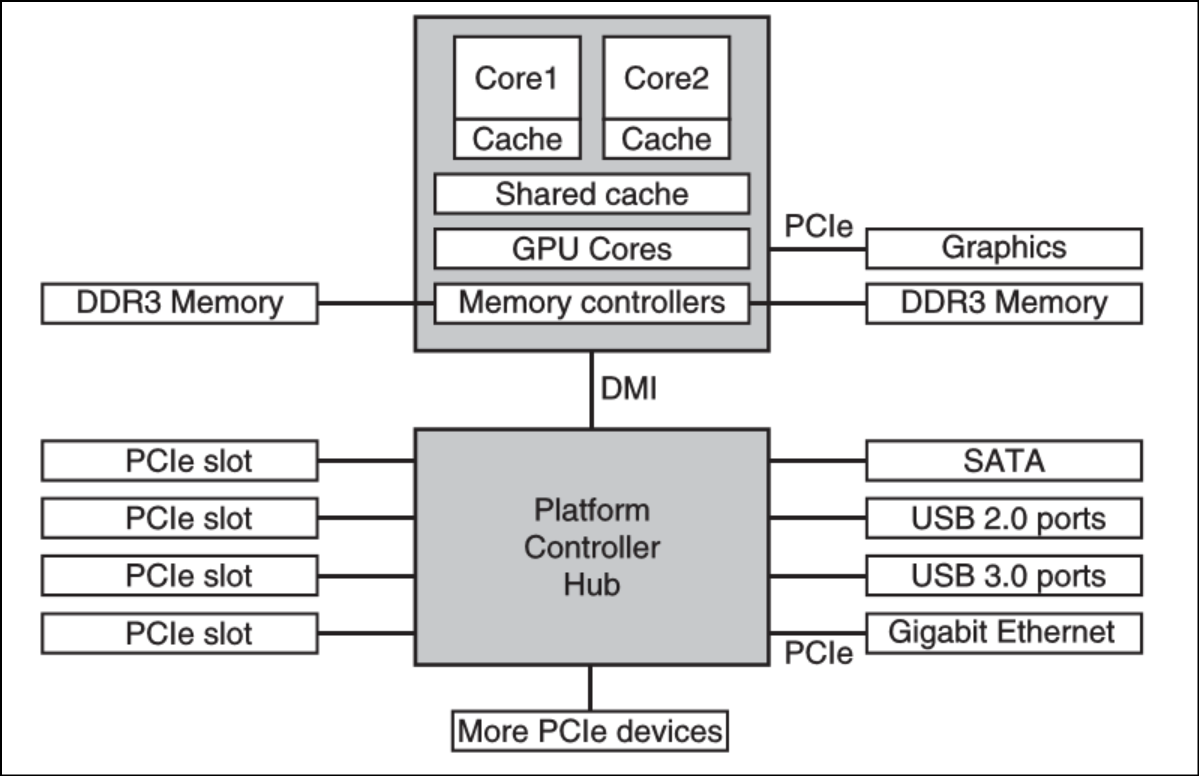 Core1
Core2
Cache
Cache
Shared cache
GPU Cores
PCIe
Graphics
DDR3 Memory
Memory controllers
DDR3 Memory
DMI
PCIe slot
SATA
PCIe slot
USB 2.0 ports
PCIe slot
USB 3.0 ports
PCIe slot
Gigabit Ethernet
Platform
Controller
Hub
PCIe
More PCIe devices